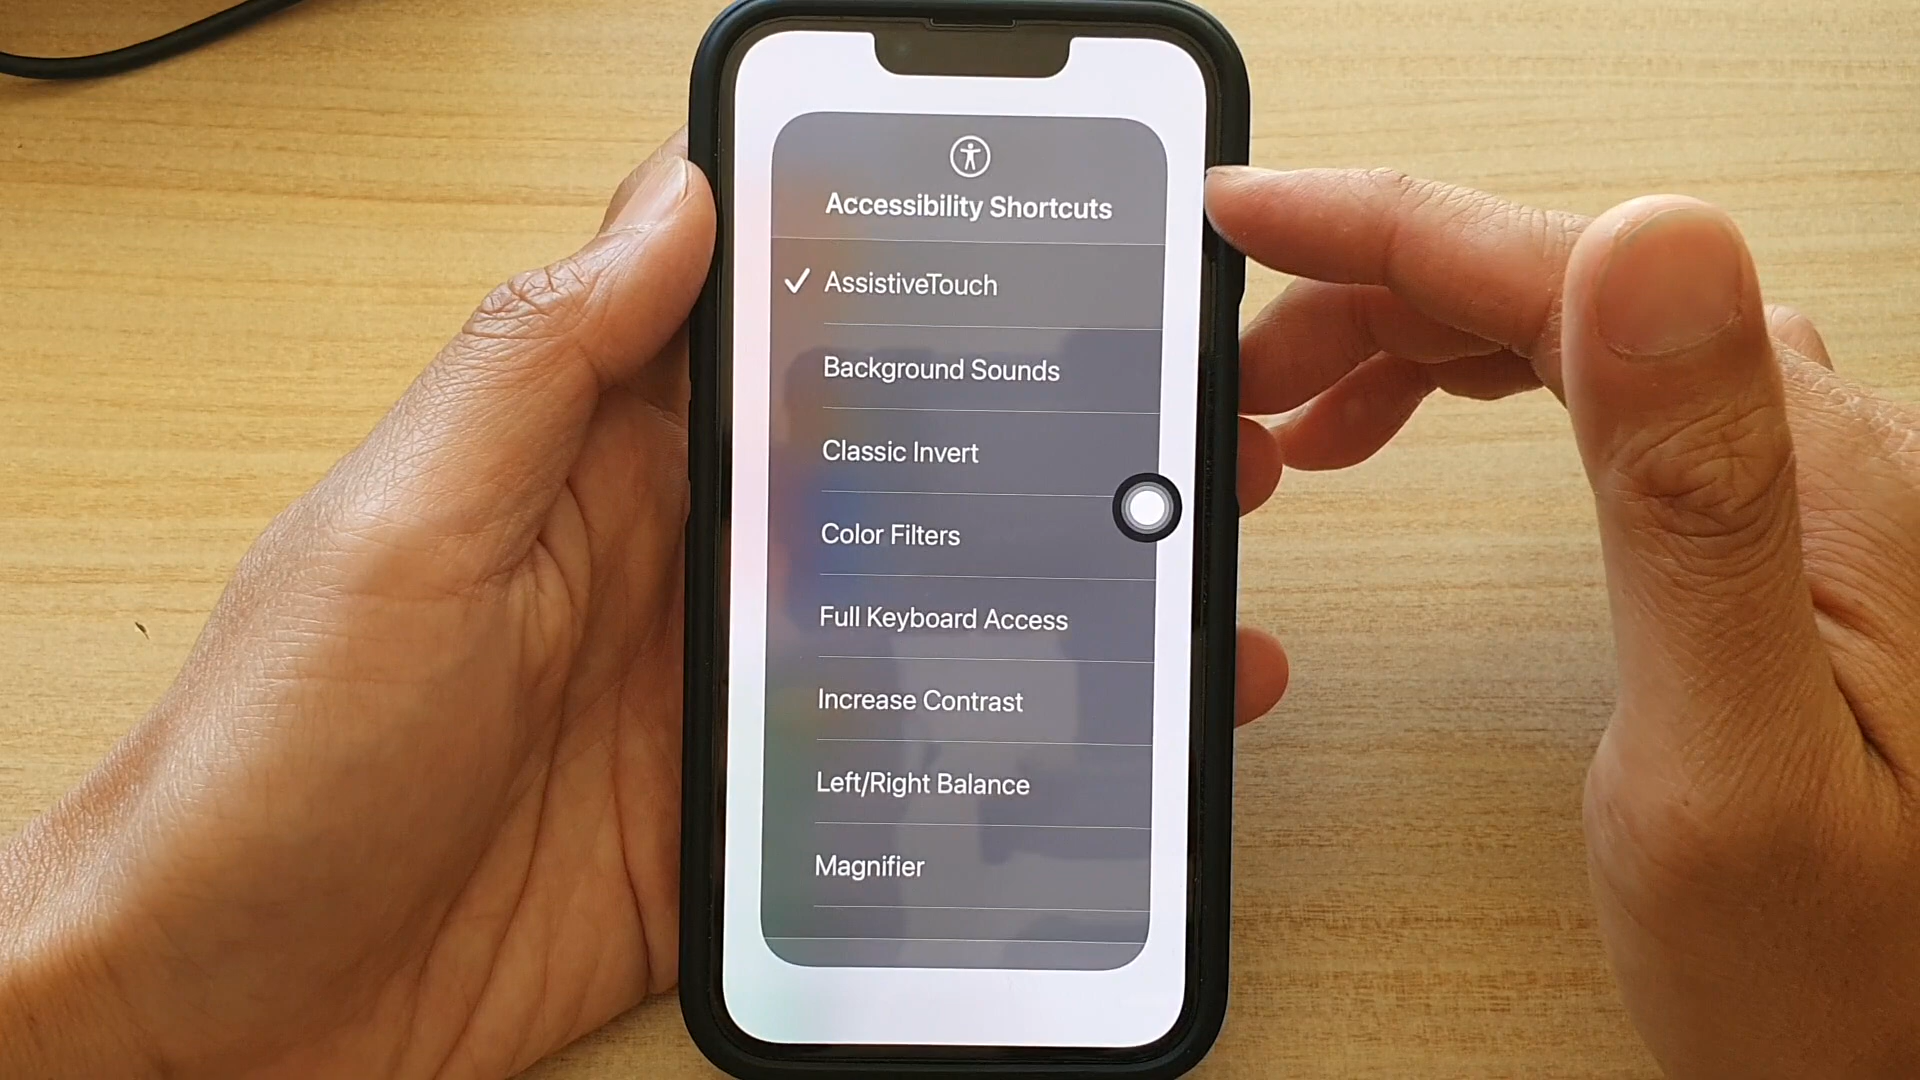 Accessibility Shortcuts
AssistiveTouch
Background Sounds
Classic Invert
Color Filters
Full Keyboard Access
Increase Contrast
Left/Right Balance
Magnifier